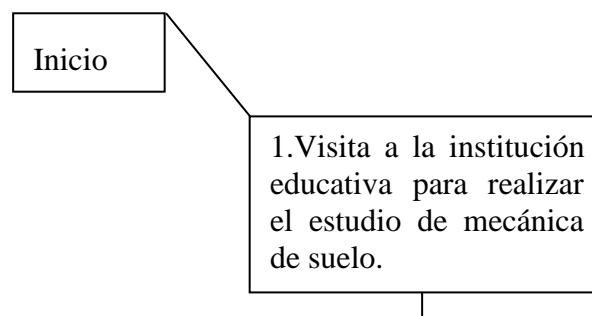 Inicio
1.Visita a la institución
educativa para realizar
el estudio de mecánica
de suelo.